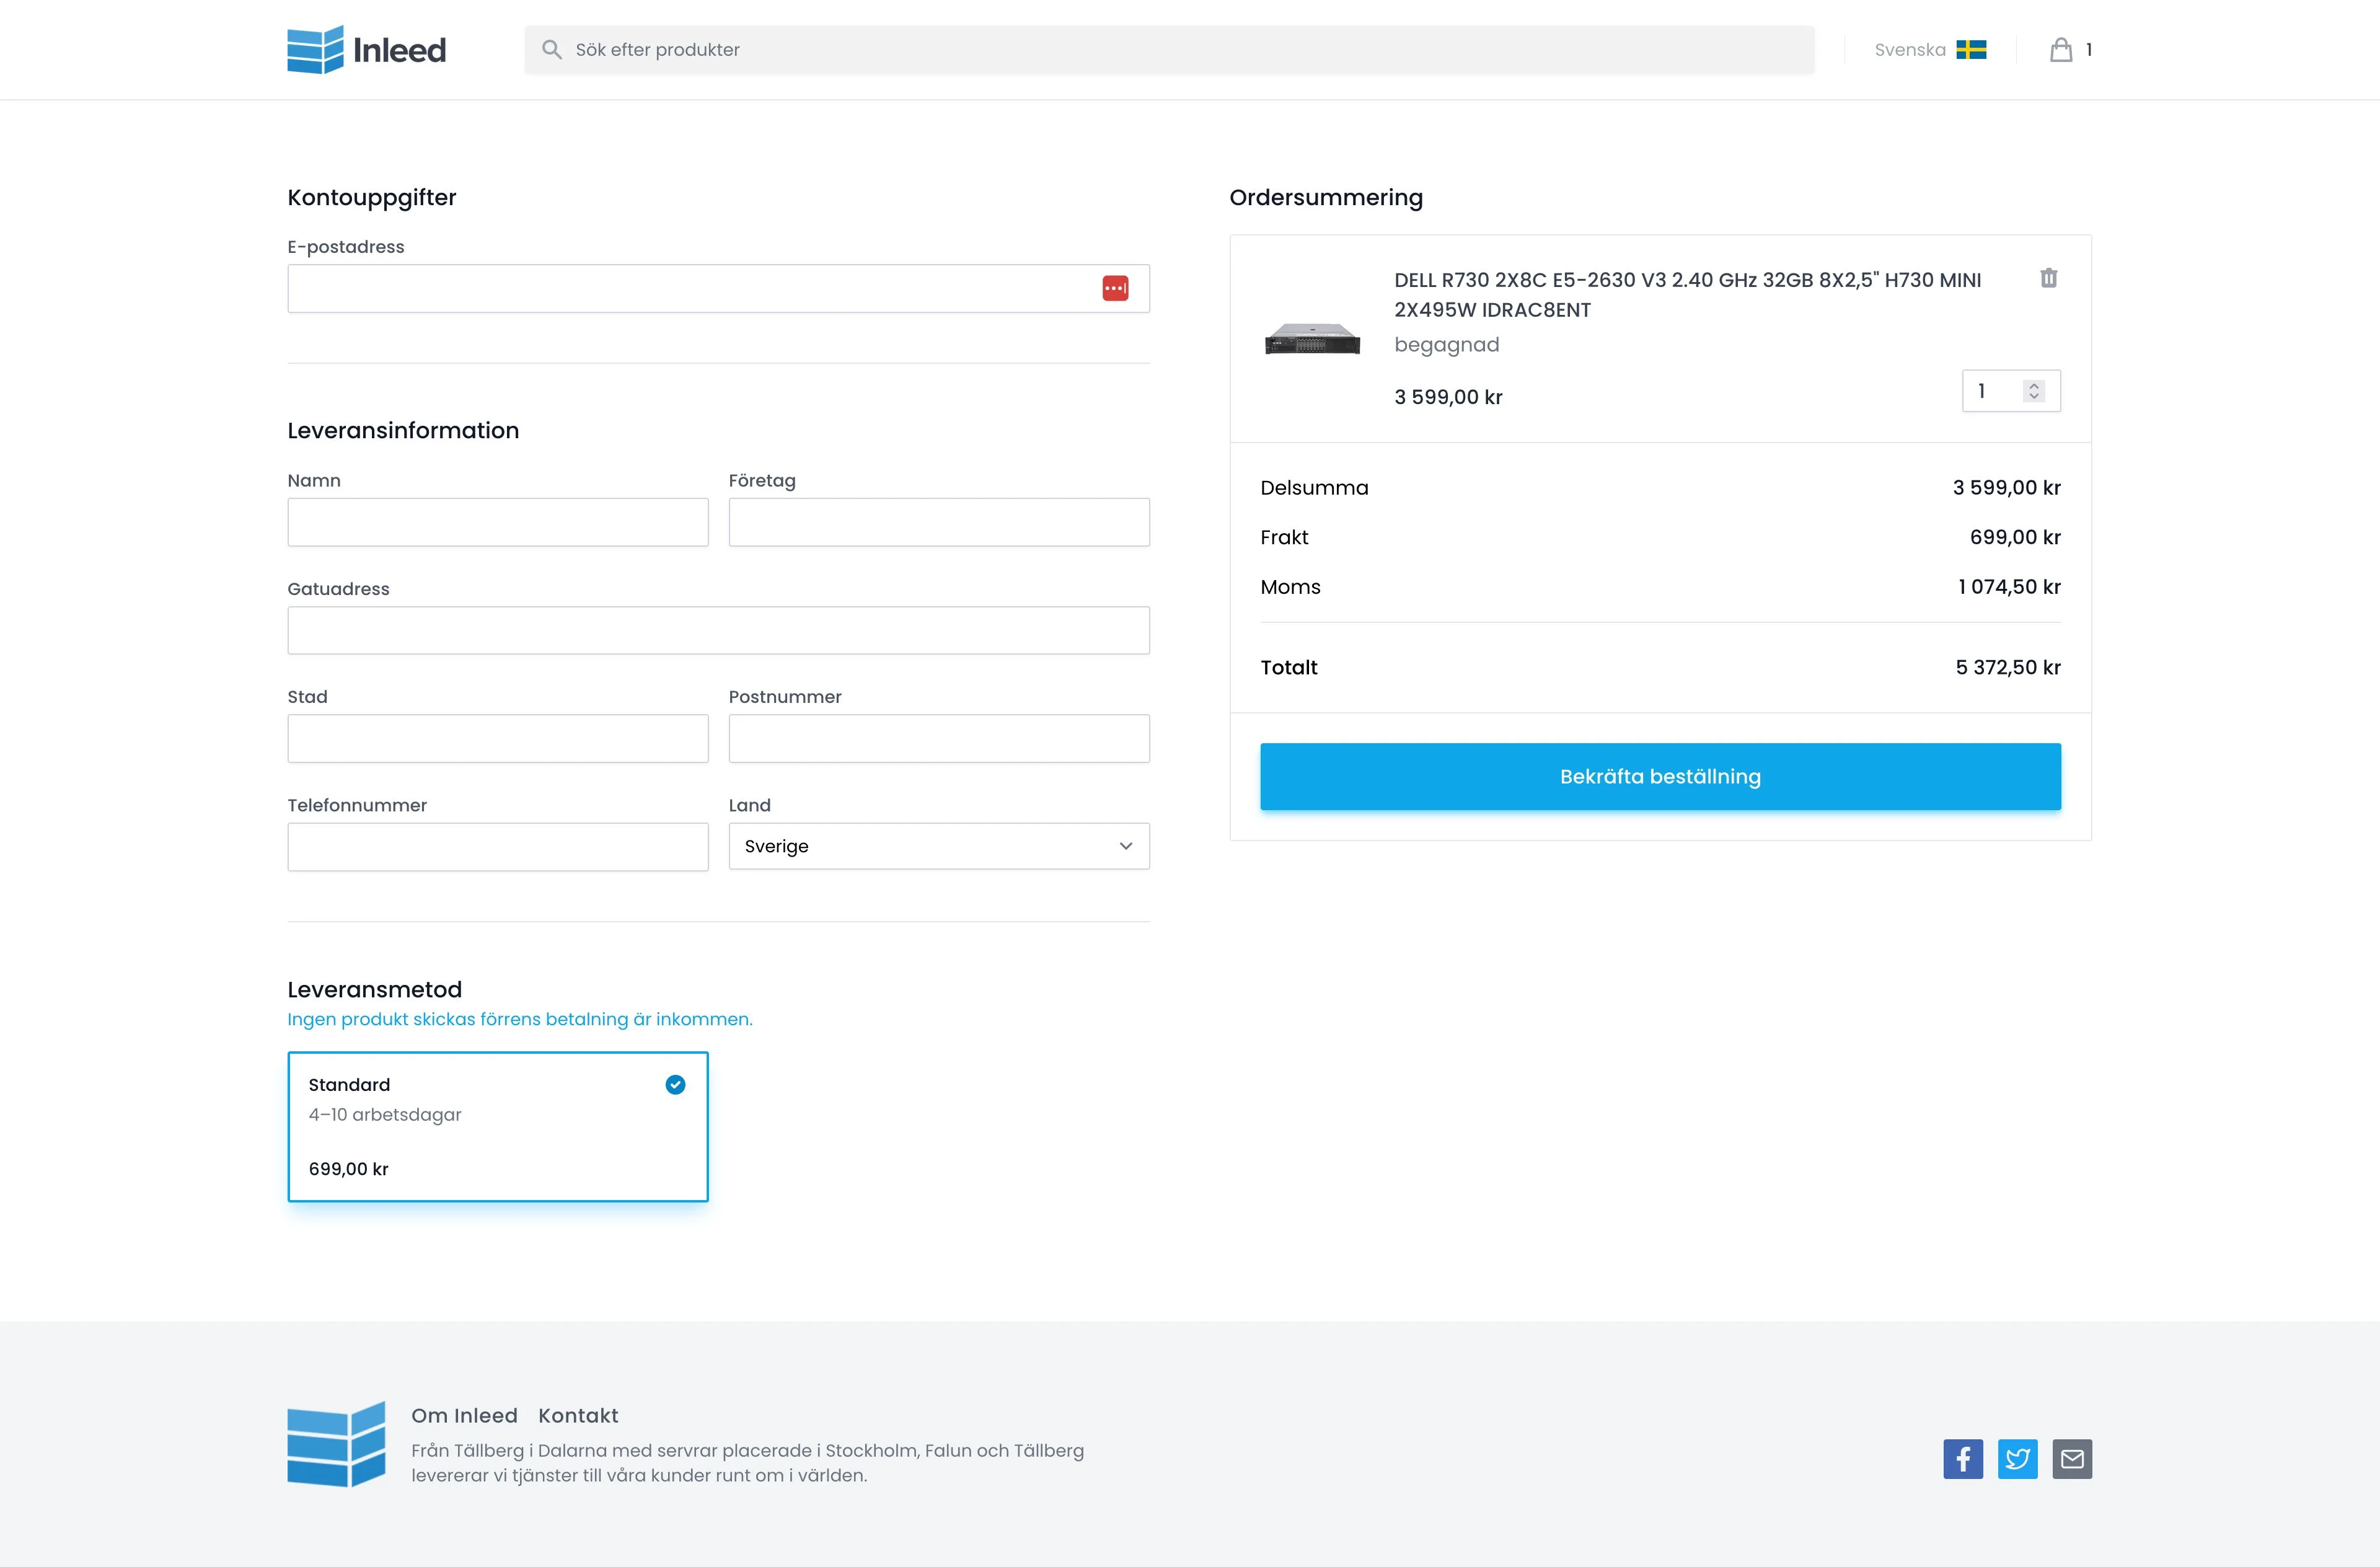 Inleed
Sök efter produkter
Svenska
1
Kontouppgifter
E-postadress
Leveransinformation
Namn
Företag
Gatuadress
Stad
Postnummer
Telefonnummer
Land
Sverige
Leveransmetod
Ingen produkt skickas förrens betalning är inkommen.
Standard
4–10 arbetsdagar
699,00 kr
Ordersummering
DELL R730 2X8C E5-2630 V3 2.40 GHz 32GB 8X2,5" H730 MINI
2X495W IDRAC8ENT
begagnad
3 599,00 kr
1
Delsumma 3 599,00 kr
Frakt 699,00 kr
Moms 1 074,50 kr
Totalt 5 372,50 kr
Bekräfta beställning
Om Inleed Kontakt
Från Tällberg i Dalarna med servrar placerade i Stockholm, Falun och Tällberg
levererar vi tjänster till våra kunder runt om i världen.